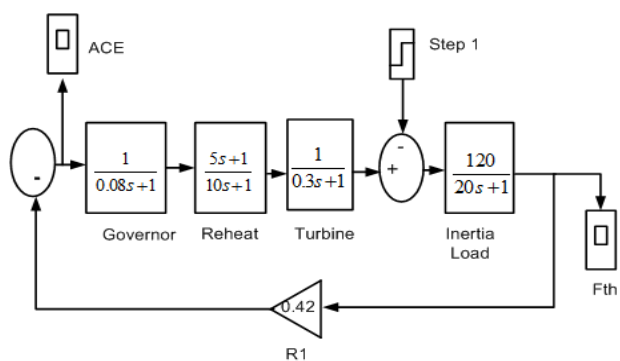 ACE
Step 1
-
1
0.08s+1
5s+1
10s+1
1
0.3s+1
-
+
120
20s+1
Governor
Reheat
Turbine
Inertia
Load
Fth
0.42
R1